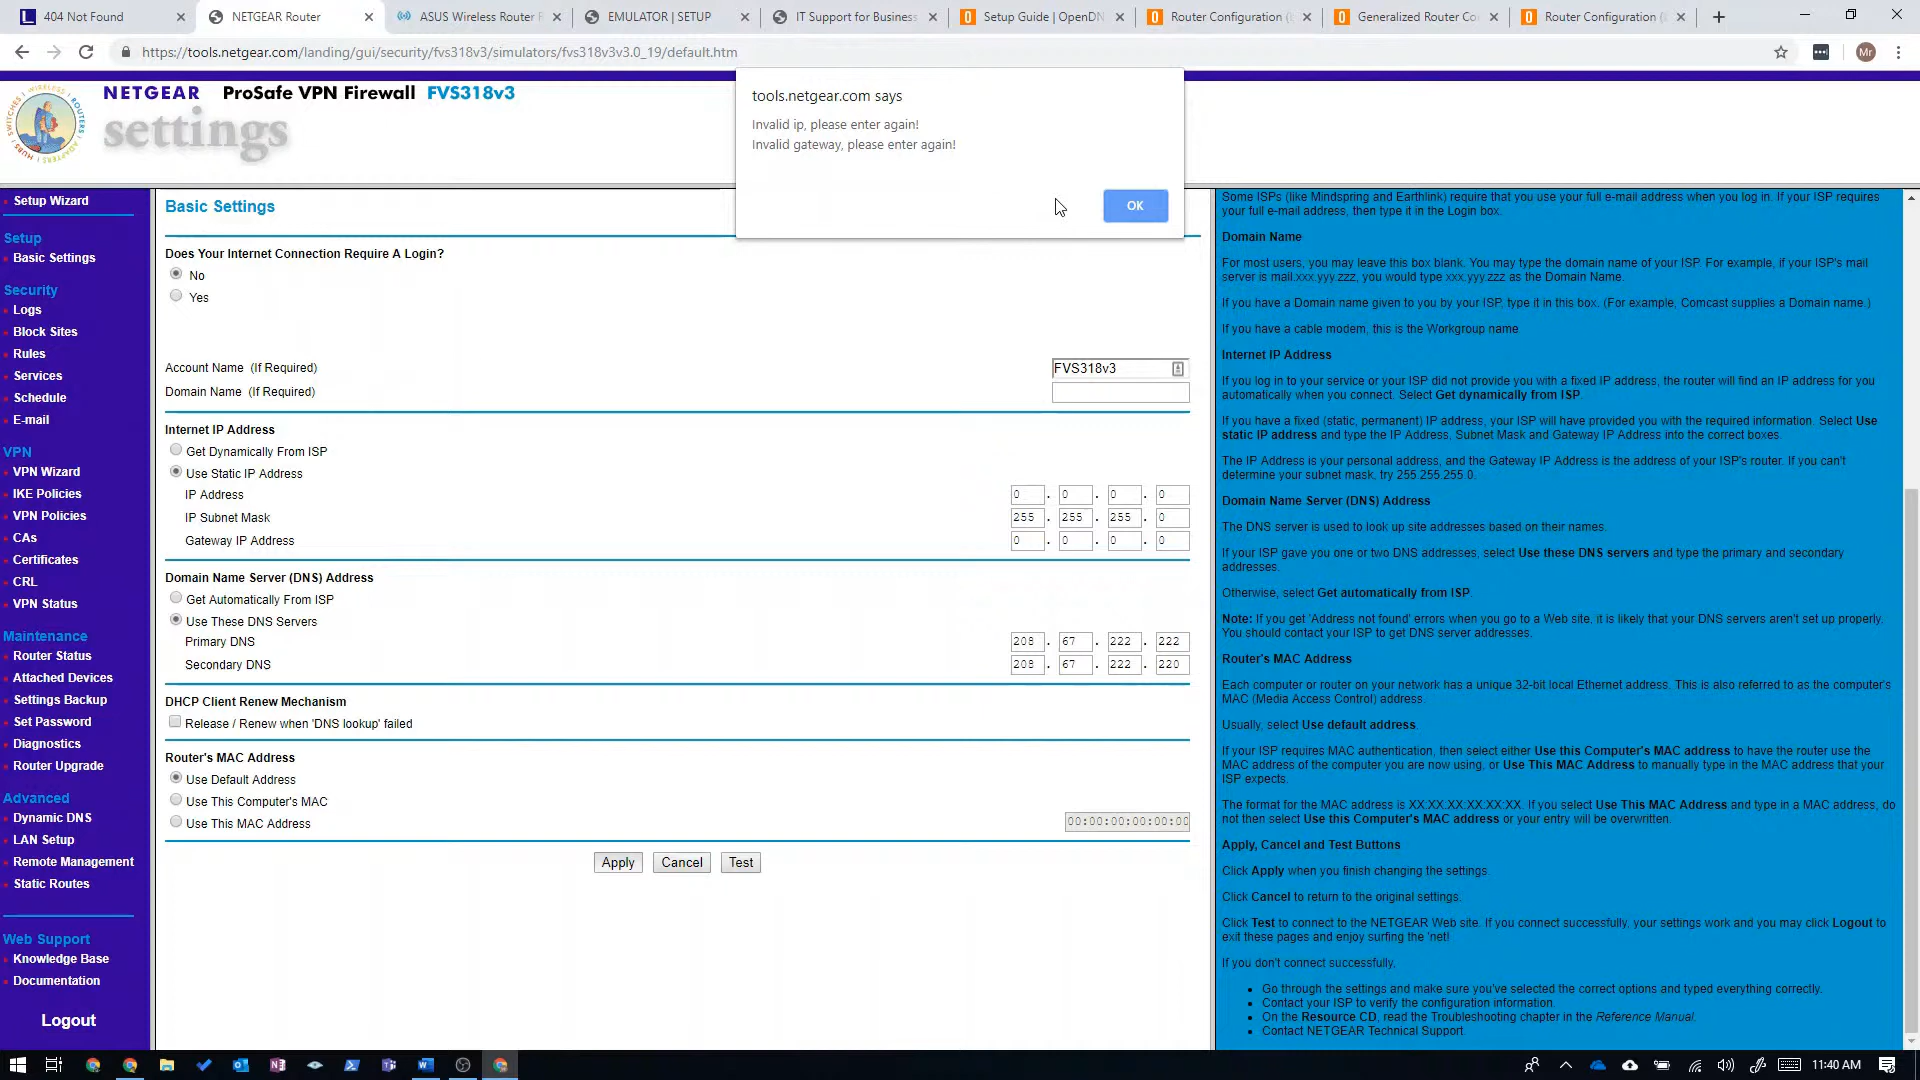 404 Not Found
NETGEAR Router
ASUS Wireless Router
EMULATOR | SETUP
IT Support for Business
Setup Guide | OpenDN
Router Configuration (
Generalized Router Co
Router Configuration (
https://tools.netgear.com/landing/gui/security/fvs318v3/simulators/fvs318v3v3.0_19/default.htm
Mr
NETGEAR ProSafe VPN Firewall FVS318v3
settings
tools.netgear.com says
Invalid ip, please enter again!
Invalid gateway, please enter again!
OK
Setup Wizard
Setup
Basic Settings
Security
Logs
Block Sites
Rules
Services
Schedule
E-mail
VPN
VPN Wizard
IKE Policies
VPN Policies
CAs
Certificates
CRL
VPN Status
Maintenance
Router Status
Attached Devices
Settings Backup
Set Password
Diagnostics
Router Upgrade
Advanced
Dynamic DNS
LAN Setup
Remote Management
Static Routes
Web Support
Knowledge Base
Documentation
Logout
Basic Settings
Does Your Internet Connection Require A Login?
No
Yes
Account Name (If Required) FVS318v3
Domain Name (If Required)
Internet IP Address
Get Dynamically From ISP
Use Static IP Address
IP Address 0 . 0 . 0 . 0
IP Subnet Mask 255 . 255 . 255 . 0
Gateway IP Address 0 . 0 . 0 . 0
Domain Name Server (DNS) Address
Get Automatically From ISP
Use These DNS Servers
Primary DNS 208 . 67 . 222 . 222
Secondary DNS 208 . 67 . 222 . 220
DHCP Client Renew Mechanism
Release / Renew when 'DNS lookup' failed
Router's MAC Address
Use Default Address
Use This Computer's MAC
Use This MAC Address 00:00:00:00:00:00
Apply Cancel Test
Some ISPs (like Mindspring and Earthlink) require that you use your full e-mail address when you log in. If your ISP requires
your full e-mail address, then type it in the Login box.
Domain Name
For most users, you may leave this box blank. You may type the domain name of your ISP. For example, if your ISP's mail
server is mail.xxx.yyy.zzz, you would type xxx.yyy.zzz as the Domain Name.
If you have a Domain name given to you by your ISP, type it in this box. (For example, Comcast supplies a Domain name.)
If you have a cable modem, this is the Workgroup name.
Internet IP Address
If you log in to your service or your ISP did not provide you with a fixed IP address, the router will find an IP address for you
automatically when you connect. Select Get dynamically from ISP.
If you have a fixed (static, permanent) IP address, your ISP will have provided you with the required information. Select Use
static IP address and type the IP Address, Subnet Mask and Gateway IP Address into the correct boxes.
The IP Address is your personal address, and the Gateway IP Address is the address of your ISP's router. If you can't
determine your subnet mask, try 255.255.255.0.
Domain Name Server (DNS) Address
The DNS server is used to look up site addresses based on their names.
If your ISP gave you one or two DNS addresses, select Use these DNS servers and type the primary and secondary
addresses.
Otherwise, select Get automatically from ISP.
Note: If you get 'Address not found' errors when you go to a Web site, it is likely that your DNS servers aren't set up properly.
You should contact your ISP to get DNS server addresses.
Router's MAC Address
Each computer or router on your network has a unique 32-bit local Ethernet address. This is also referred to as the computer's
MAC (Media Access Control) address.
Usually, select Use default address.
If your ISP requires MAC authentication, then select either Use this Computer's MAC address to have the router use the
MAC address of the computer you are now using, or Use This MAC Address to manually type in the MAC address that your
ISP expects.
The format for the MAC address is XX:XX:XX:XX:XX:XX. If you select Use This MAC Address and type in a MAC address, do
not then select Use this Computer's MAC address or your entry will be overwritten.
Apply, Cancel and Test Buttons
Click Apply when you finish changing the settings.
Click Cancel to return to the original settings.
Click Test to connect to the NETGEAR Web site. If you connect successfully, your settings work and you may click Logout to
exit these pages and enjoy surfing the 'net!
If you don't connect successfully,
Go through the settings and make sure you've selected the correct options and typed everything correctly.
Contact your ISP to verify the configuration information.
On the Resource CD, read the Troubleshooting chapter in the Reference Manual.
Contact NETGEAR Technical Support.
11:40 AM